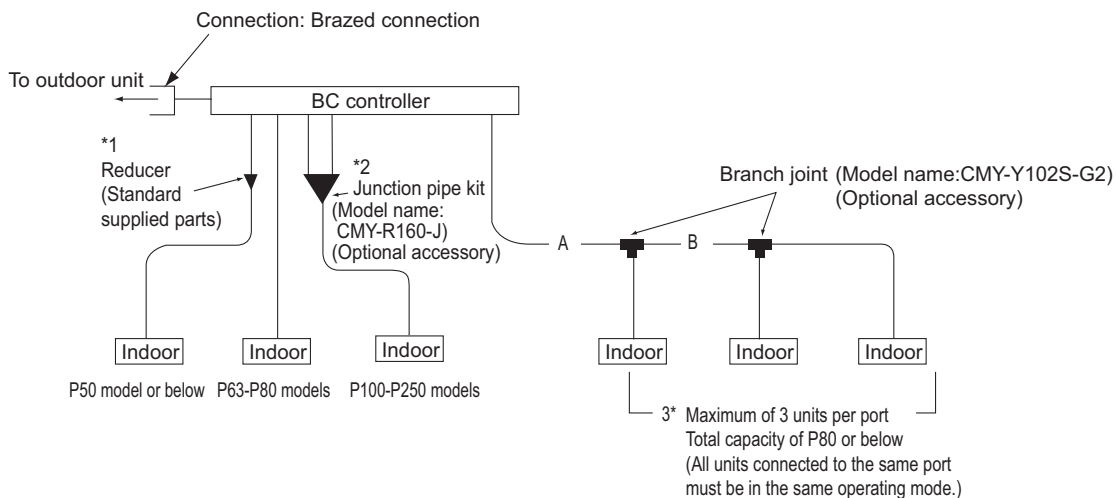 Connection: Brazed connection
To outdoor unit
BC controller
*1
Reducer
(Standard
supplied parts)
*2
Junction pipe kit
(Model name:
CMY-R160-J)
(Optional accessory)
Branch joint (Model name:CMY-Y102S-G2)
(Optional accessory)
A
B
Indoor
Indoor
Indoor
Indoor
Indoor
Indoor
P50 model or below
P63-P80 models
P100-P250 models
3* Maximum of 3 units per port
Total capacity of P80 or below
(All units connected to the same port
must be in the same operating mode.)